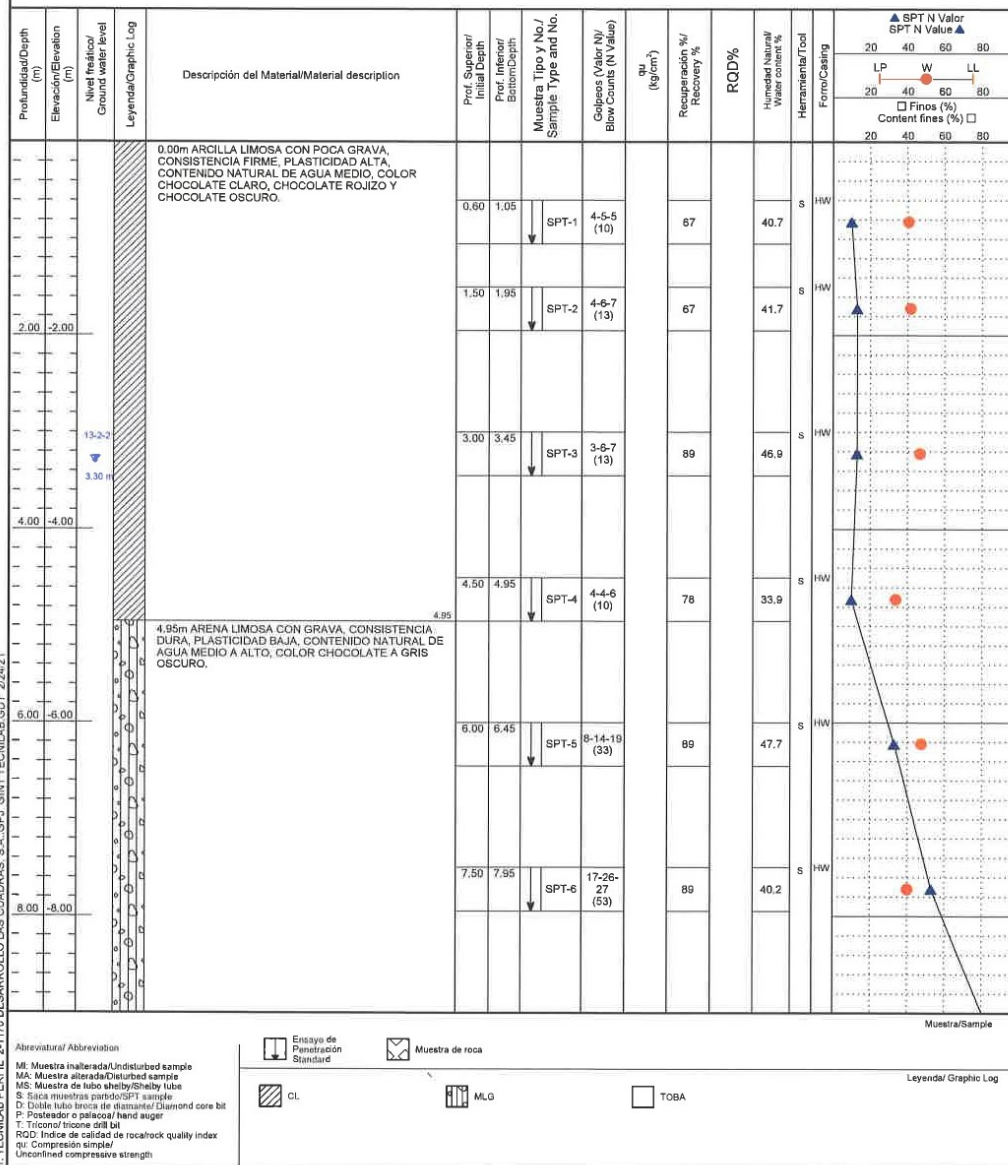 Profundidad/Depth (m)
Elevación/Elevation (m)
Nivel freático/ Ground water level
Leyenda/Graphic Log
Descripción del Material/Material description
Prof. Superior/ Initial Depth
Prof. Inferior/ BottomDepth
Muestra Tipo y No./ Sample Type and No.
Golpeos (Valor N)/ Blow Counts (N Value)
qu (kg/cm²)
Recuperación %/ Recovery %
RQD%
Humedad Natural/ Water content %
Herramienta/Tool
Forro/Casing
▲ SPT N Valor
SPT N Value ▲
20 40 60 80
LP W LL
20 40 60 80
☐ Finos (%)
Content fines (%) ☐
20 40 60 80
0.00m ARCILLA LIMOSA CON POCA GRAVA,
CONSISTENCIA FIRME, PLASTICIDAD ALTA,
CONTENIDO NATURAL DE AGUA MEDIO, COLOR
CHOCOLATE CLARO, CHOCOLATE ROJIZO Y
CHOCOLATE OSCURO.
0.60 1.05 SPT-1 4-5-5 (10) 67 40.7 S HW
1.50 1.95 SPT-2 4-6-7 (13) 67 41.7 S HW
2.00 -2.00
13-2-2
3.00 3.45 SPT-3 3-6-7 (13) 89 46.9 S HW
3.30 m
4.00 -4.00
4.50 4.95 SPT-4 4-4-6 (10) 78 33.9 S HW
4.95
4.95m ARENA LIMOSA CON GRAVA, CONSISTENCIA
DURA, PLASTICIDAD BAJA, CONTENIDO NATURAL DE
AGUA MEDIO A ALTO, COLOR CHOCOLATE A GRIS
OSCURO.
6.00 -6.00
6.00 6.45 SPT-5 8-14-19 (33) 89 47.7 S HW
7.50 7.95 SPT-6 17-26-27 (53) 89 40.2 S HW
8.00 -8.00
Muestra/Sample
Abreviatura/ Abbreviation
MI: Muestra inalterada/Undisturbed sample
MA: Muestra alterada/Disturbed sample
MS: Muestra de tubo shelby/Shelby tube
S: Saca muestras partido/SPT sample
D: Doble tubo broca de diamante/ Diamond core bit
P: Posteador o palacoa/ hand auger
T: Tricono/ tricone drill bit
RQD: Indice de calidad de roca/rock quality index
qu: Compresión simple/
Unconfined compressive strength
Ensayo de
Penetración
Standard
Muestra de roca
Leyenda/ Graphic Log
CL
MLG
TOBA